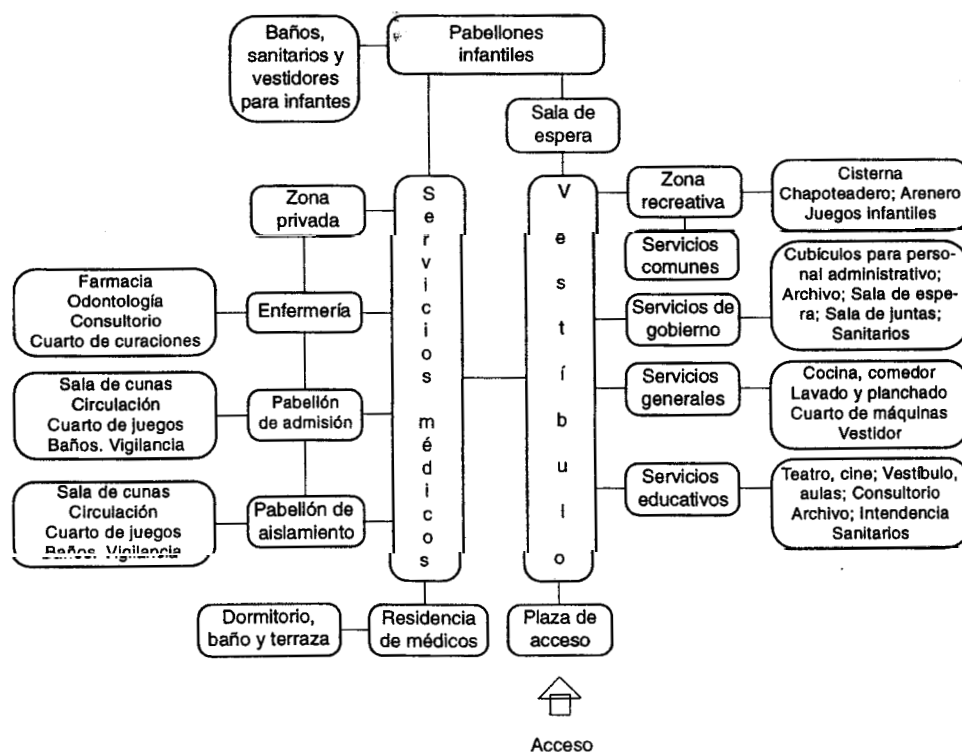 Baños,
sanitarios y
vestidores
para infantes
Pabellones
infantiles
Sala de
espera
Zona
privada
Servicios médicos
Vestíbulo
Zona
recreativa
Cisterna
Chapoteadero; Arenero
Juegos infantiles
Servicios
comunes
Cubículos para perso-
nal administrativo;
Archivo; Sala de espe-
ra; Sala de juntas;
Sanitarios
Farmacia
Odontología
Consultorio
Cuarto de curaciones
Enfermería
Servicios de
gobierno
Sala de cunas
Circulación
Cuarto de juegos
Baños. Vigilancia
Pabellón
de admisión
Servicios
generales
Cocina, comedor
Lavado y planchado
Cuarto de máquinas
Vestidor
Sala de cunas
Circulación
Cuarto de juegos
Baños. Vigilancia
Pabellón de
aislamiento
Servicios
educativos
Teatro, cine; Vestíbulo,
aulas; Consultorio
Archivo; Intendencia
Sanitarios
Dormitorio,
baño y terraza
Residencia
de médicos
Plaza de
acceso
Acceso